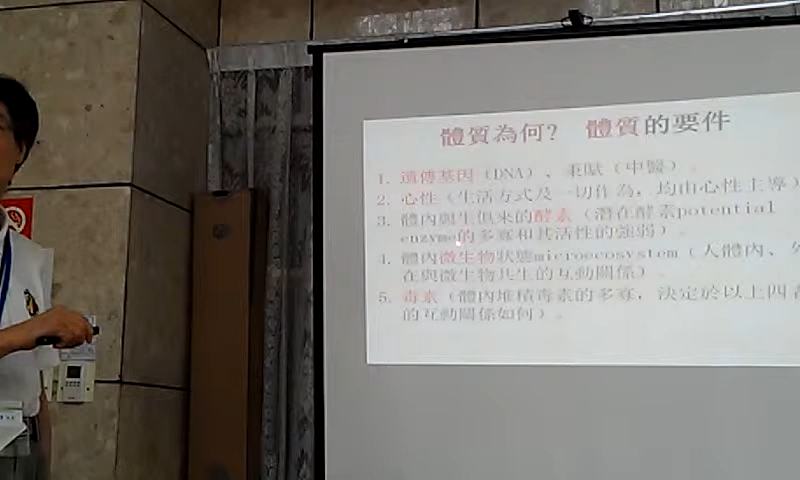 體質為何? 體質的要件
1. 遺傳基因（DNA）、秉賦（中醫）。
2. 心性（生活方式及一切作為，均由心性主導）
3. 體內與生俱來的酵素（潛在酵素potential
enzyme的多寡和其活性的強弱）。
4. 體內微生物狀態microecosystem（人體內、外
在與微生物共生的互動關係）。
5. 毒素（體內堆積毒素的多寡，決定於以上四者
的互動關係如何）。